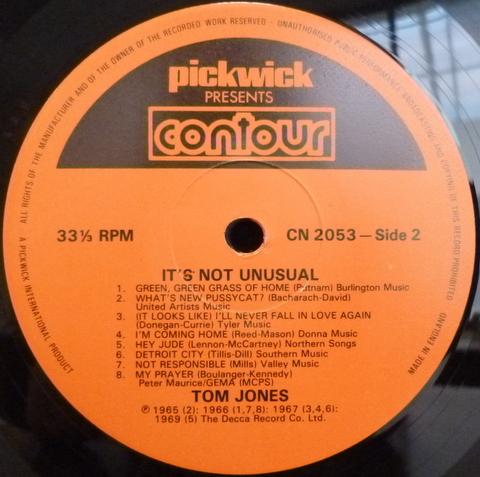 ALL RIGHTS OF THE MANUFACTURER AND OF THE OWNER OF THE RECORDED WORK RESERVED - UNAUTHORISED PUBLIC PERFORMANCE, BROADCASTING AND COPYING OF THIS RECORD PROHIBITED
pickwick
PRESENTS
contour
33⅓ RPM
CN 2053 — Side 2
IT'S NOT UNUSUAL
1. GREEN, GREEN GRASS OF HOME (Putnam) Burlington Music
2. WHAT'S NEW PUSSYCAT? (Bacharach-David)
United Artists Music
3. (IT LOOKS LIKE) I'LL NEVER FALL IN LOVE AGAIN
(Donegan-Currie) Tyler Music
4. I'M COMING HOME (Reed-Mason) Donna Music
5. HEY JUDE (Lennon-McCartney) Northern Songs
6. DETROIT CITY (Tillis-Dill) Southern Music
7. NOT RESPONSIBLE (Mills) Valley Music
8. MY PRAYER (Boulanger-Kennedy)
Peter Maurice/GEMA (MCPS)
TOM JONES
℗ 1965 (2): 1966 (1,7,8): 1967 (3,4,6):
1969 (5) The Decca Record Co. Ltd.
A PICKWICK INTERNATIONAL PRODUCT
MADE IN ENGLAND